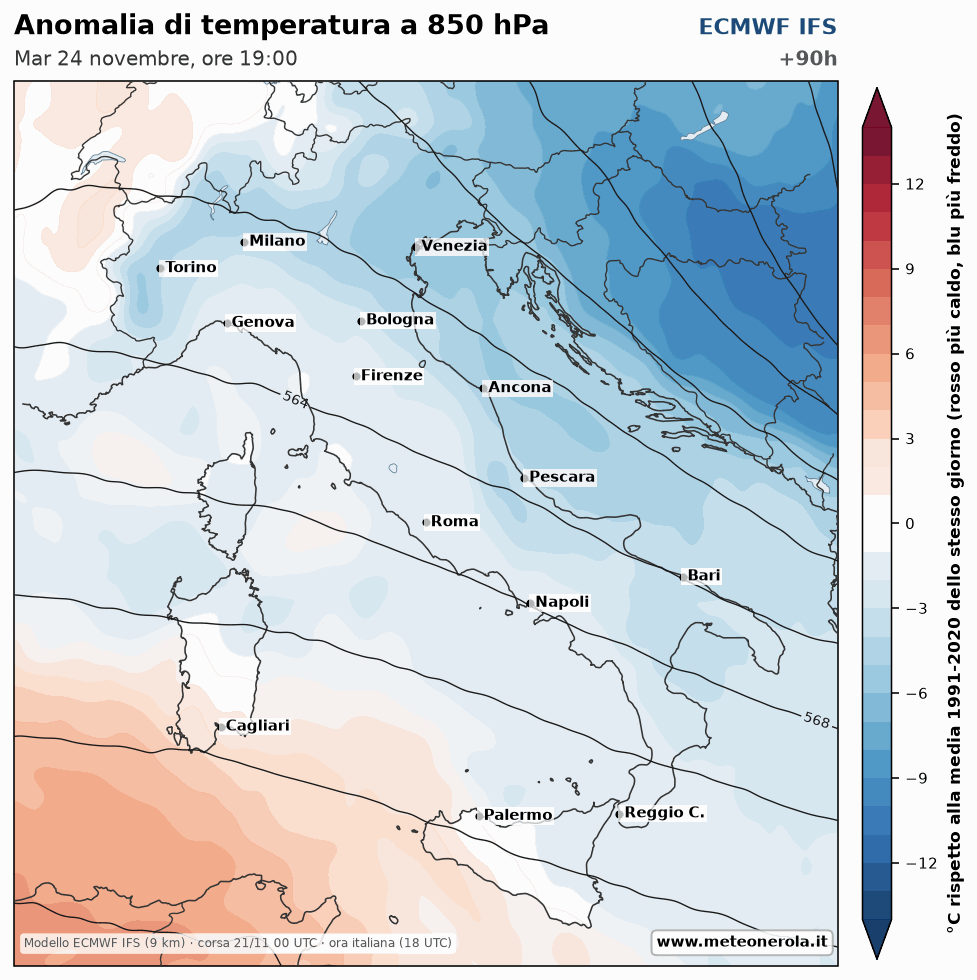 Anomalia di temperatura a 850 hPa
ECMWF IFS
Mar 24 novembre, ore 19:00
+90h
Milano
Venezia
Torino
Genova
Bologna
Firenze
Ancona
564
Pescara
Roma
Bari
Napoli
568
Cagliari
Palermo
Reggio C.
12
9
6
3
0
−3
−6
−9
−12
°C rispetto alla media 1991-2020 dello stesso giorno (rosso più caldo, blu più freddo)
Modello ECMWF IFS (9 km) · corsa 21/11 00 UTC · ora italiana (18 UTC)
www.meteonerola.it